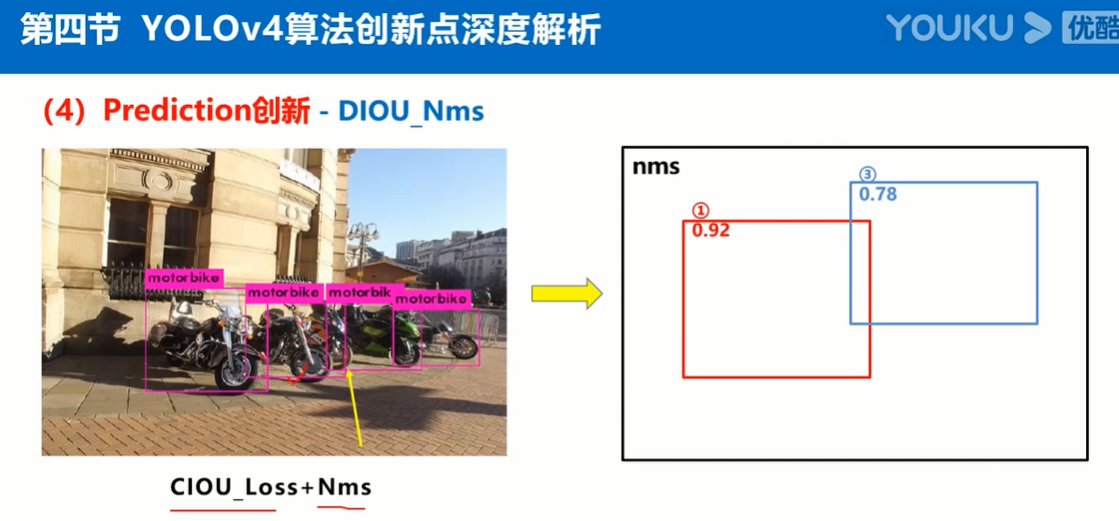 第四节 YOLOv4算法创新点深度解析
YOUKU 优酷
（4）Prediction创新 - DIOU_Nms
motorbike
motorbike
motorbik
motorbike
CIOU_Loss+Nms
nms
①
0.92
③
0.78